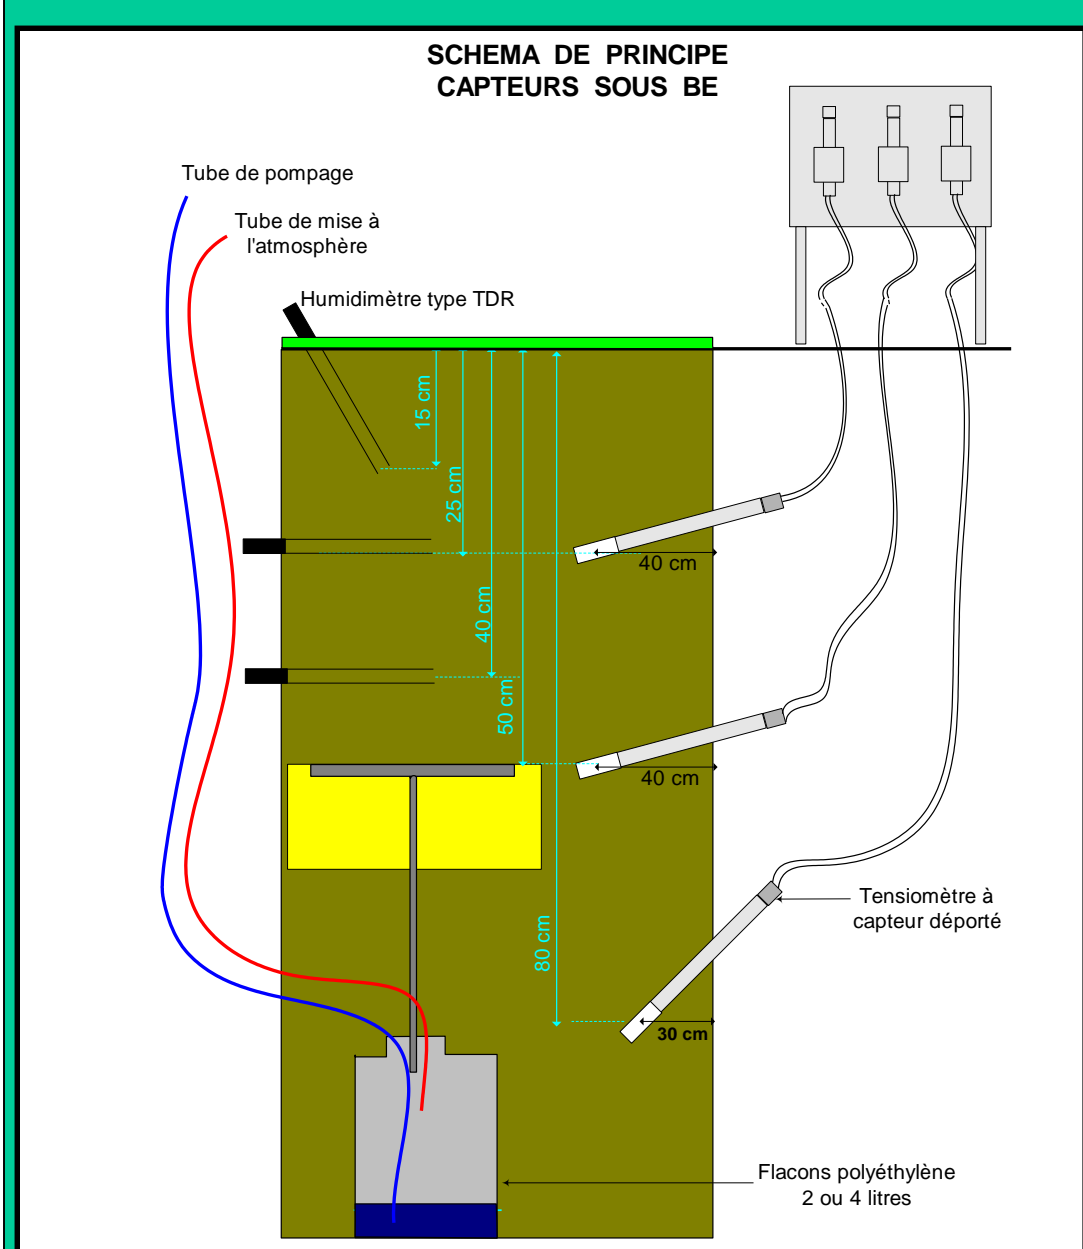 SCHEMA DE PRINCIPE
CAPTEURS SOUS BE
Tube de pompage
Tube de mise à
l'atmosphère
Humidimètre type TDR
15 cm
25 cm
40 cm
50 cm
80 cm
40 cm
40 cm
30 cm
Tensiomètre à
capteur déporté
Flacons polyéthylène
2 ou 4 litres